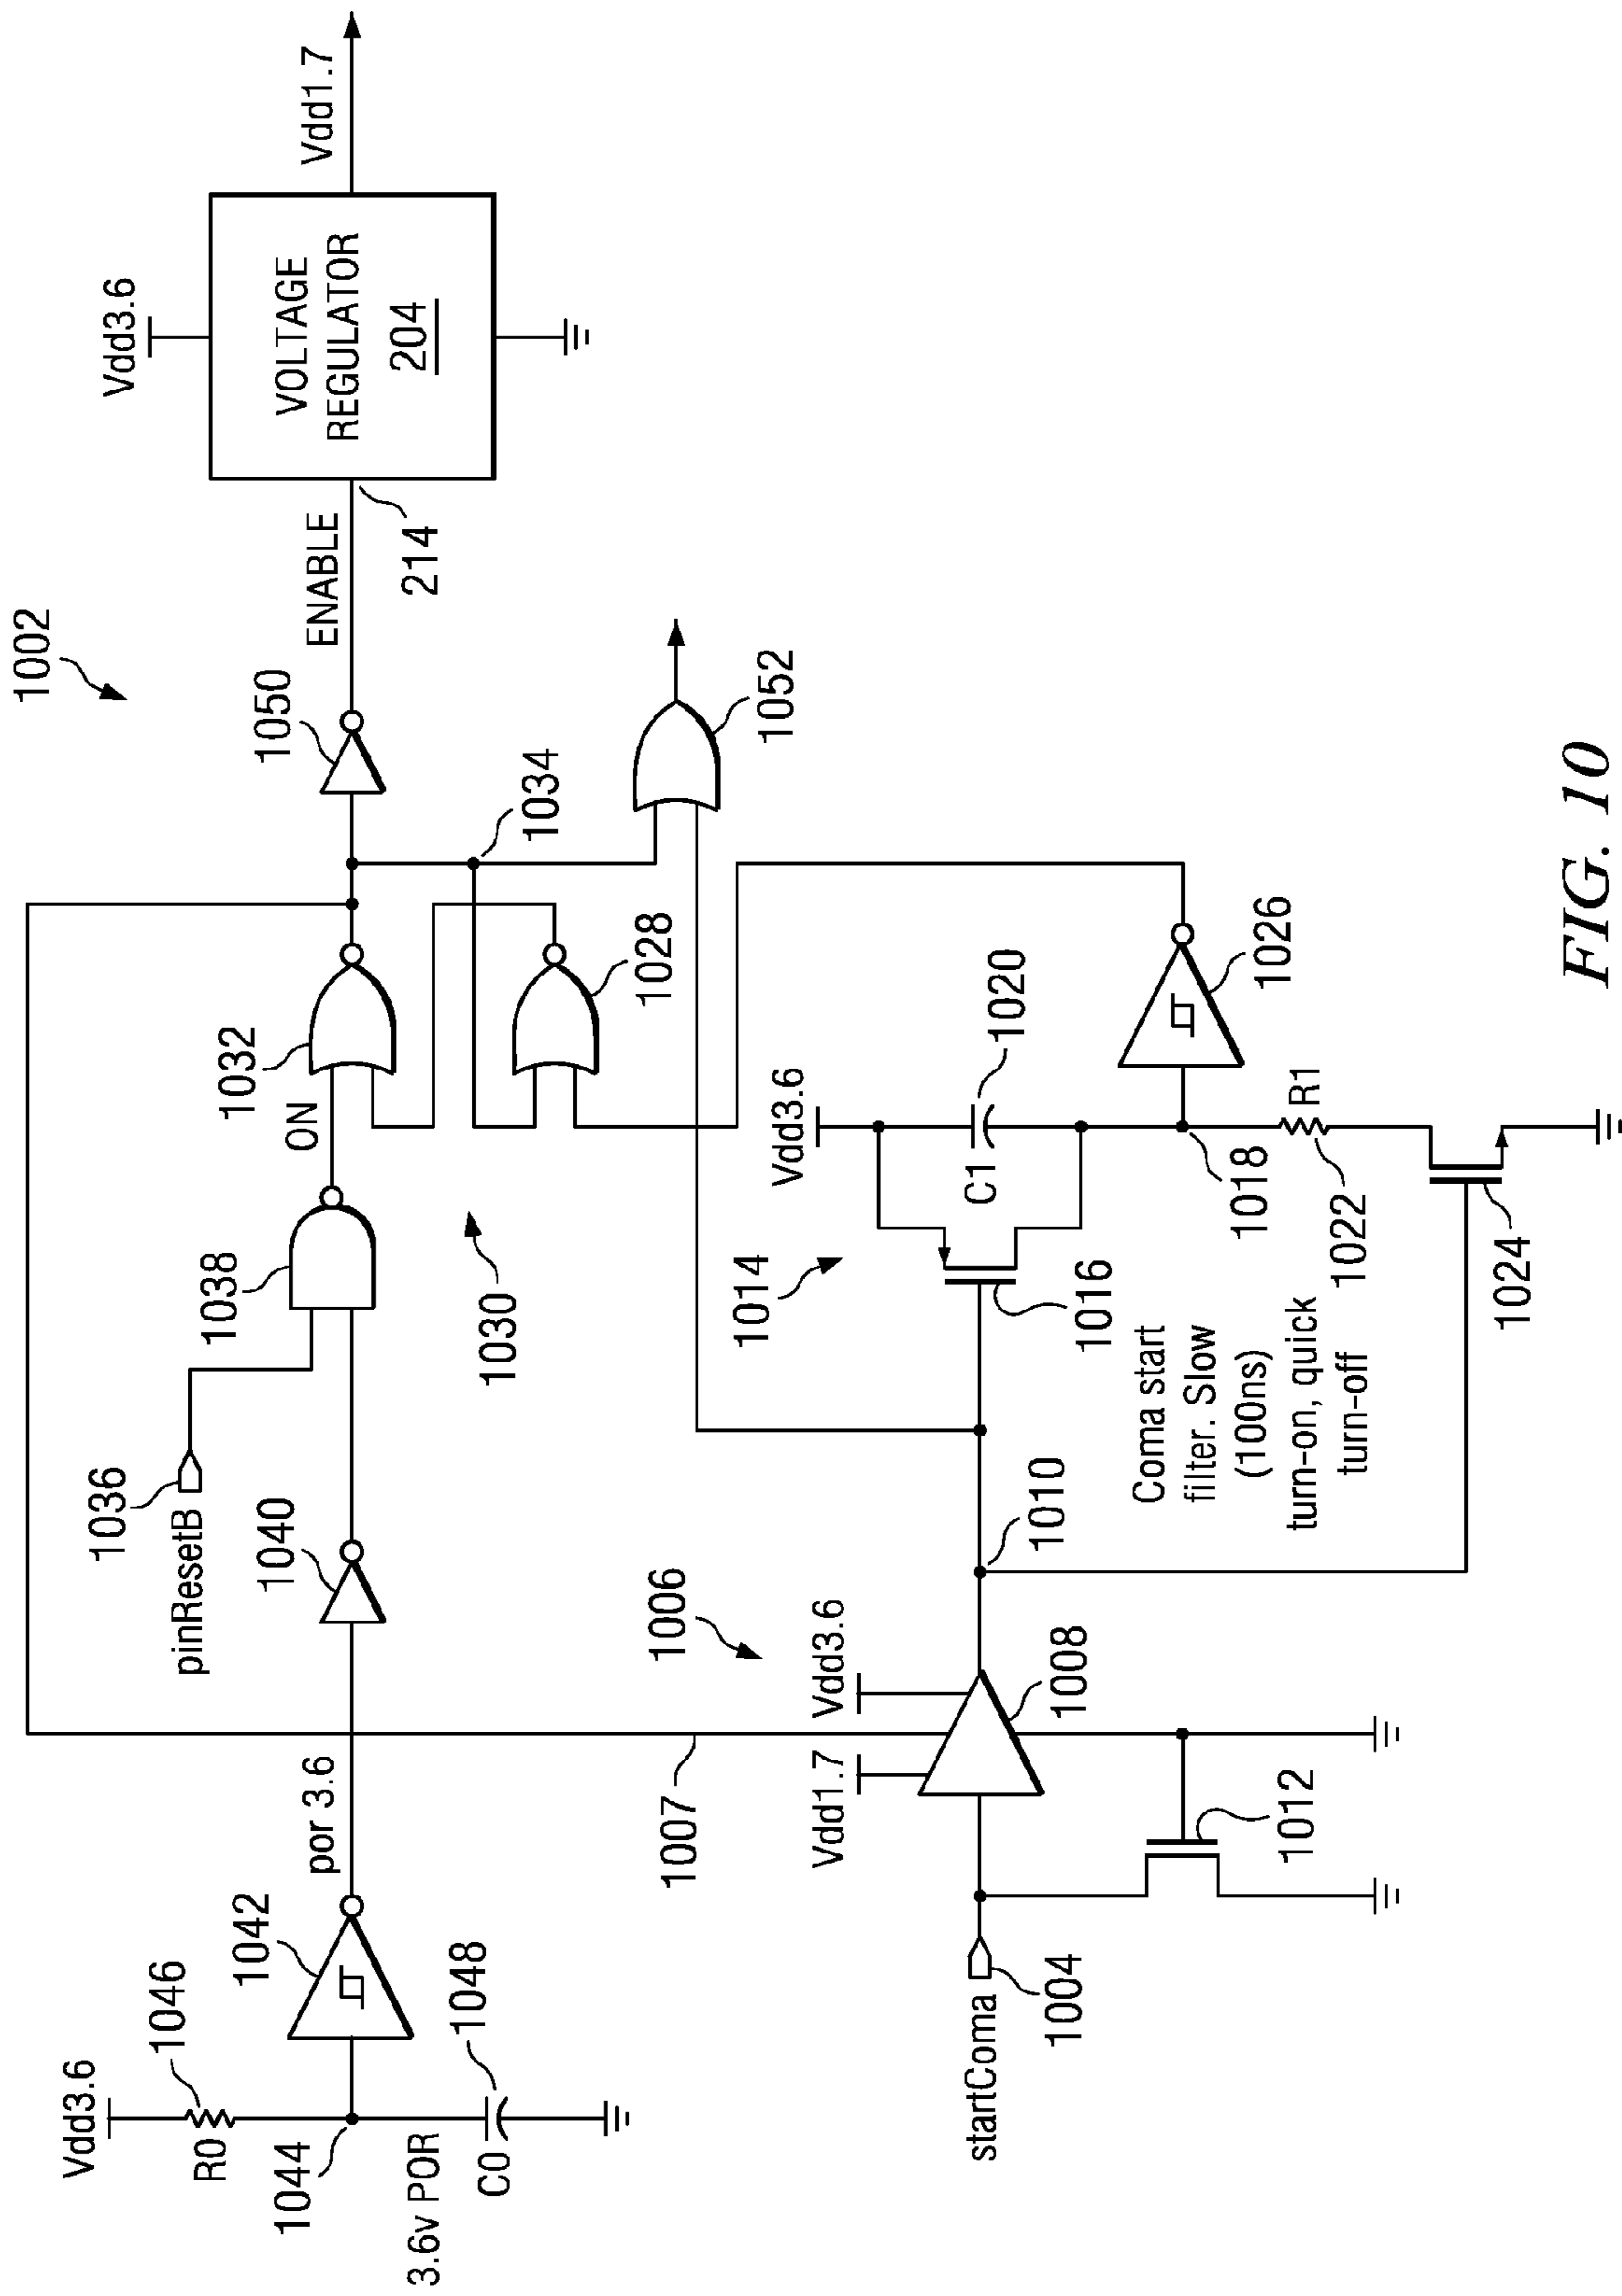 1002
Vdd3.6
VOLTAGE
REGULATOR
204
Vdd1.7
ENABLE
214
1050
1034
1052
1032
ON
1028
1038
1030
1036
pinResetB
1040
por 3.6
1042
Vdd3.6
1046
R0
1044
3.6v POR
C0
1048
1007
1006
Vdd3.6
Vdd1.7
1008
1010
1012
startComa
1004
1014
1016
Vdd3.6
C1
1020
1018
R1
1022
1024
1026
Coma start
filter. Slow
(100ns)
turn-on, quick
turn-off
FIG. 10